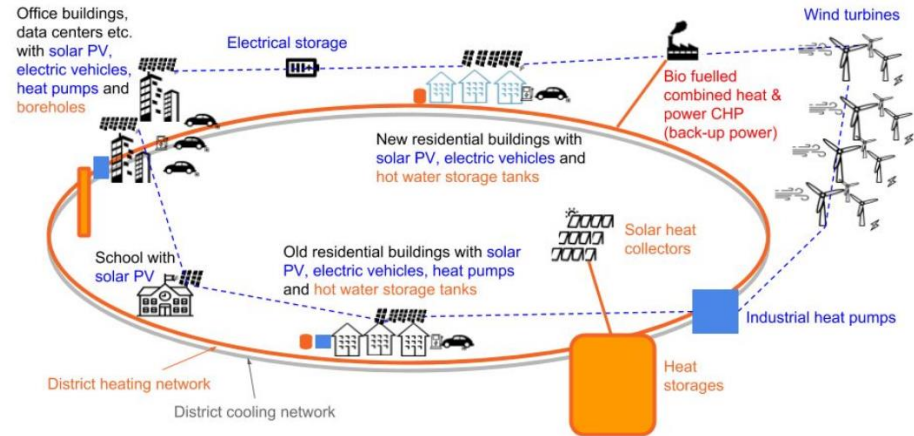 Office buildings,
data centers etc.
with solar PV,
electric vehicles,
heat pumps and
boreholes
Electrical storage
Wind turbines
Bio fuelled
combined heat &
power CHP
(back-up power)
New residential buildings with
solar PV, electric vehicles and
hot water storage tanks
Solar heat
collectors
School with
solar PV
Old residential buildings with solar
PV, electric vehicles, heat pumps
and hot water storage tanks
Industrial heat pumps
Heat
storages
District heating network
District cooling network